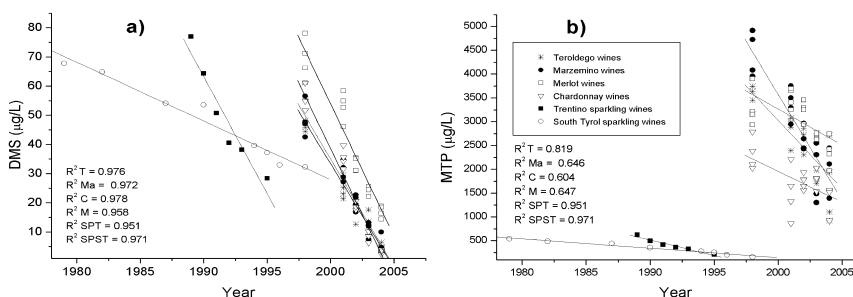 a)
DMS (µg/L)
80
70
60
50
40
30
20
10
R² T = 0.976
R² Ma = 0.972
R² C = 0.978
R² M = 0.958
R² SPT = 0.951
R² SPST = 0.971
1980
1985
1990
1995
2000
2005
Year
b)
MTP (µg/L)
5000
4500
4000
3500
3000
2500
2000
1500
1000
500
Teroldego wines
Marzemino wines
Merlot wines
Chardonnay wines
Trentino sparkling wines
South Tyrol sparkling wines
R² T = 0.819
R² Ma = 0.646
R² C = 0.604
R² M = 0.647
R² SPT = 0.951
R² SPST = 0.971
1980
1985
1990
1995
2000
2005
Year